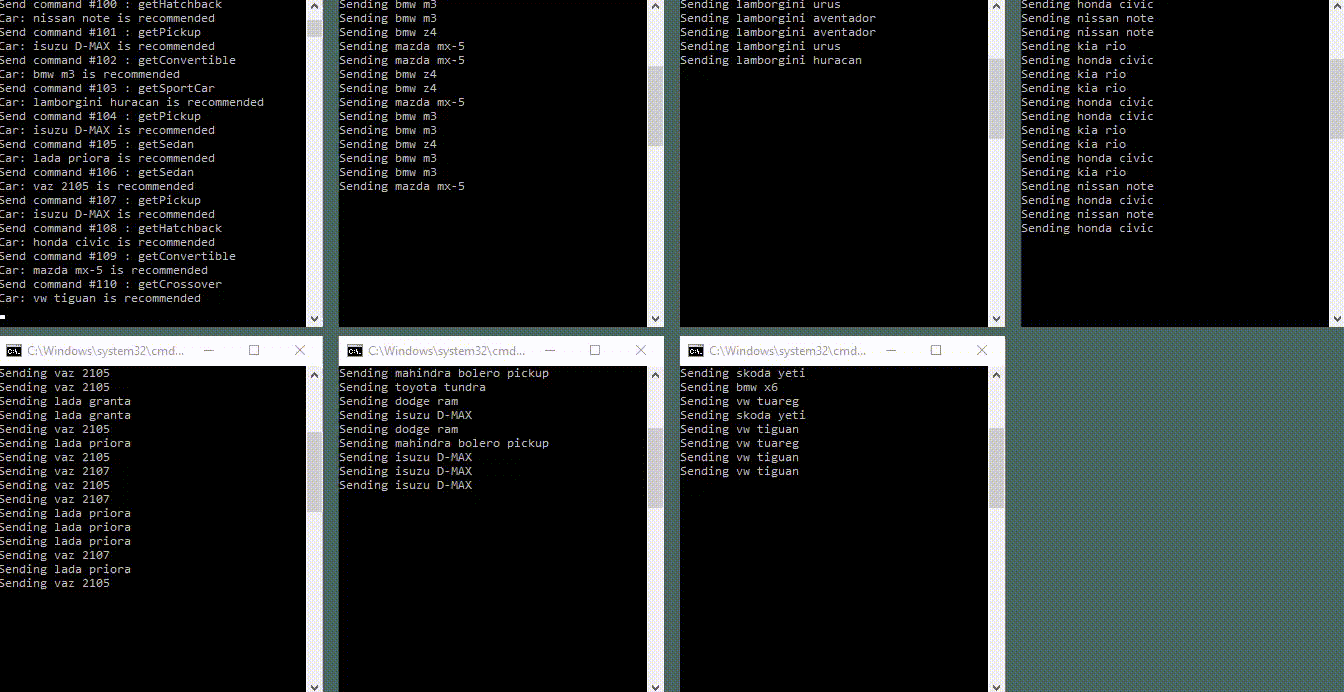 Send command #100 : getHatchback
Car: nissan note is recommended
Send command #101 : getPickup
Car: isuzu D-MAX is recommended
Send command #102 : getConvertible
Car: bmw m3 is recommended
Send command #103 : getSportCar
Car: lamborgini huracan is recommended
Send command #104 : getPickup
Car: isuzu D-MAX is recommended
Send command #105 : getSedan
Car: lada priora is recommended
Send command #106 : getSedan
Car: vaz 2105 is recommended
Send command #107 : getPickup
Car: isuzu D-MAX is recommended
Send command #108 : getHatchback
Car: honda civic is recommended
Send command #109 : getConvertible
Car: mazda mx-5 is recommended
Send command #110 : getCrossover
Car: vw tiguan is recommended
Sending bmw m3
Sending bmw m3
Sending bmw z4
Sending mazda mx-5
Sending mazda mx-5
Sending bmw z4
Sending bmw z4
Sending mazda mx-5
Sending bmw m3
Sending bmw m3
Sending bmw z4
Sending bmw m3
Sending bmw m3
Sending mazda mx-5
Sending lamborgini urus
Sending lamborgini aventador
Sending lamborgini aventador
Sending lamborgini urus
Sending lamborgini huracan
Sending honda civic
Sending nissan note
Sending nissan note
Sending kia rio
Sending honda civic
Sending kia rio
Sending kia rio
Sending honda civic
Sending honda civic
Sending kia rio
Sending kia rio
Sending honda civic
Sending kia rio
Sending nissan note
Sending honda civic
Sending nissan note
Sending honda civic
C:\Windows\system32\cmd...
Sending vaz 2105
Sending vaz 2105
Sending lada granta
Sending lada granta
Sending vaz 2105
Sending lada priora
Sending vaz 2105
Sending vaz 2107
Sending vaz 2105
Sending vaz 2107
Sending lada priora
Sending lada priora
Sending lada priora
Sending vaz 2107
Sending lada priora
Sending vaz 2105
C:\Windows\system32\cmd...
Sending mahindra bolero pickup
Sending toyota tundra
Sending dodge ram
Sending isuzu D-MAX
Sending dodge ram
Sending mahindra bolero pickup
Sending isuzu D-MAX
Sending isuzu D-MAX
Sending isuzu D-MAX
C:\Windows\system32\cmd...
Sending skoda yeti
Sending bmw x6
Sending vw tuareg
Sending skoda yeti
Sending vw tiguan
Sending vw tuareg
Sending vw tiguan
Sending vw tiguan